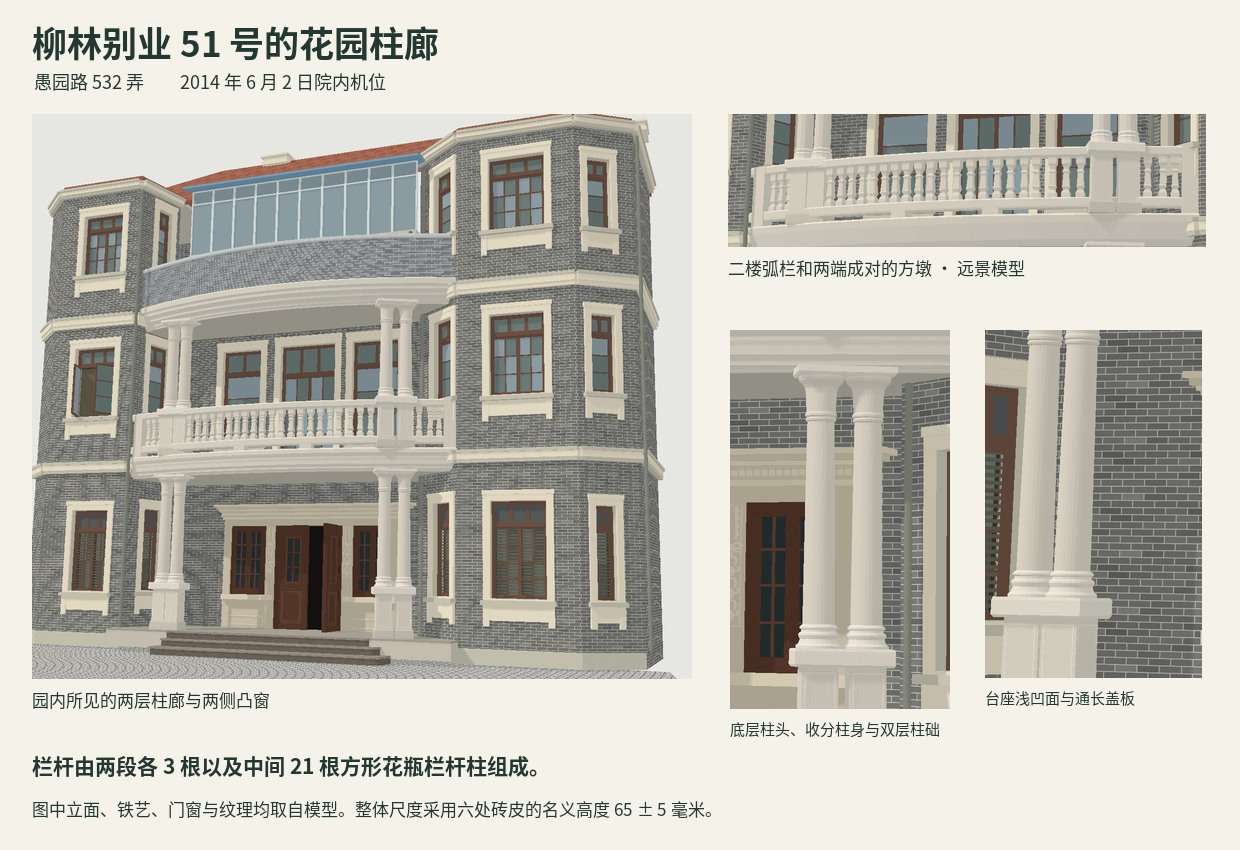 柳林别业 51 号的花园柱廊
愚园路 532 弄 2014 年 6 月 2 日院内机位
二楼弧栏和两端成对的方墩 · 远景模型
园内所见的两层柱廊与两侧凸窗
底层柱头、收分柱身与双层柱础
台座浅凹面与通长盖板
栏杆由两段各 3 根以及中间 21 根方形花瓶栏杆柱组成。
图中立面、铁艺、门窗与纹理均取自模型。整体尺度采用六处砖皮的名义高度 65 ± 5 毫米。